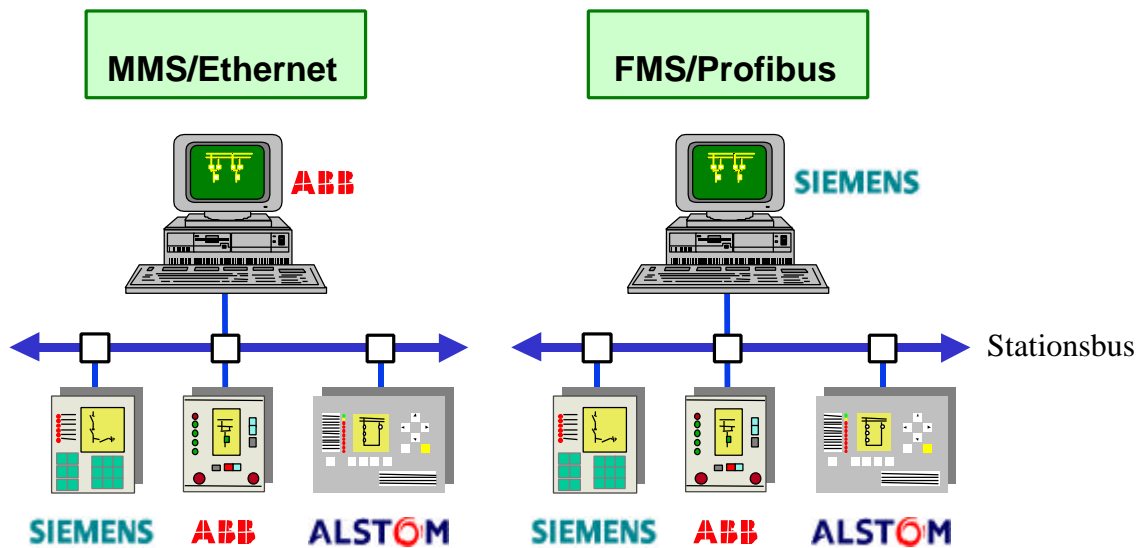 MMS/Ethernet
FMS/Profibus
ABB
SIEMENS
Stationsbus
SIEMENS
ABB
ALSTOM
SIEMENS
ABB
ALSTOM